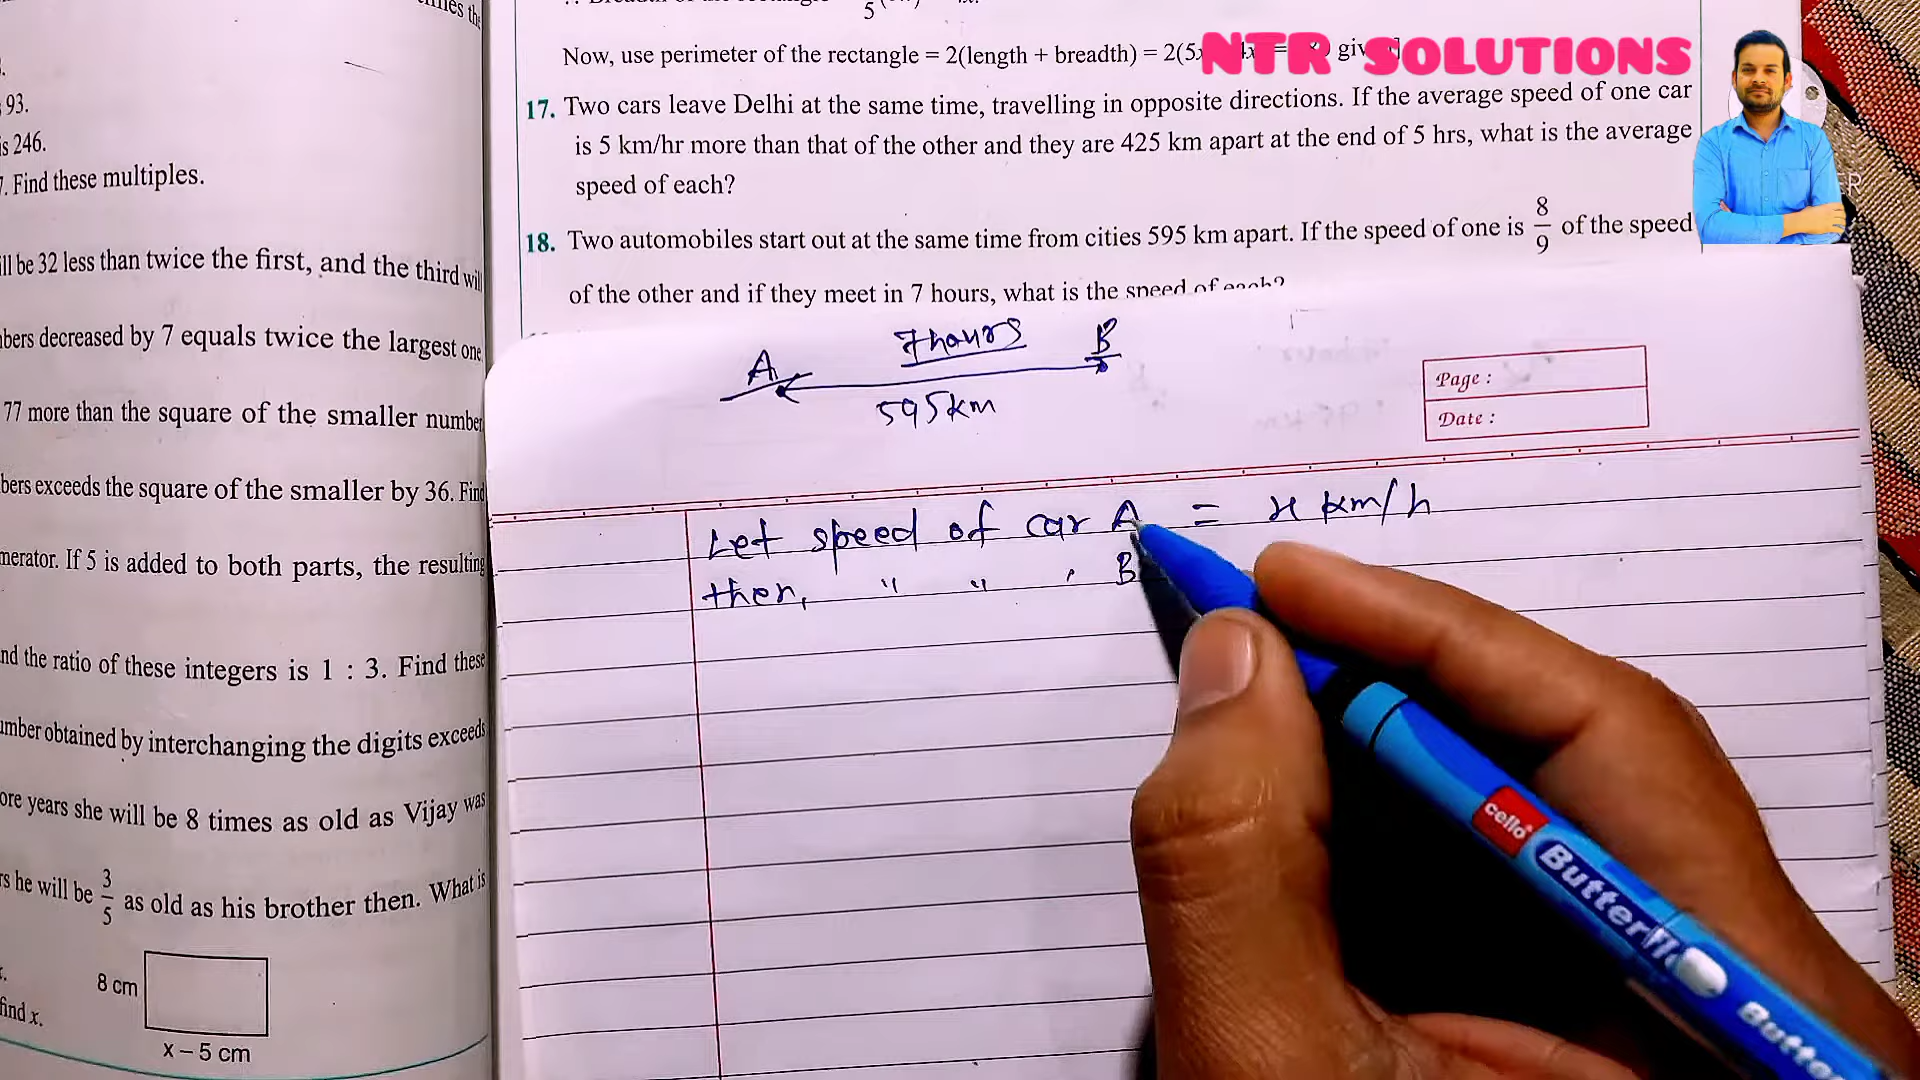 93.
is 246.
7. Find these multiples.
ill be 32 less than twice the first, and the third will
bers decreased by 7 equals twice the largest one
77 more than the square of the smaller number
bers exceeds the square of the smaller by 36. Find
merator. If 5 is added to both parts, the resulting
nd the ratio of these integers is 1 : 3. Find these
umber obtained by interchanging the digits exceeds
ore years she will be 8 times as old as Vijay was
rs he will be 3/5 as old as his brother then. What is
8 cm
find x.
x – 5 cm
Now, use perimeter of the rectangle = 2(length + breadth) = 2(5x
NTR SOLUTIONS
17. Two cars leave Delhi at the same time, travelling in opposite directions. If the average speed of one car
is 5 km/hr more than that of the other and they are 425 km apart at the end of 5 hrs, what is the average
speed of each?
18. Two automobiles start out at the same time from cities 595 km apart. If the speed of one is 8/9 of the speed
of the other and if they meet in 7 hours, what is the speed of each?
A 7hours B
595km
Page :
Date :
Let speed of car A = x km/h
then, " " , B
cello
Butterfl
Butte